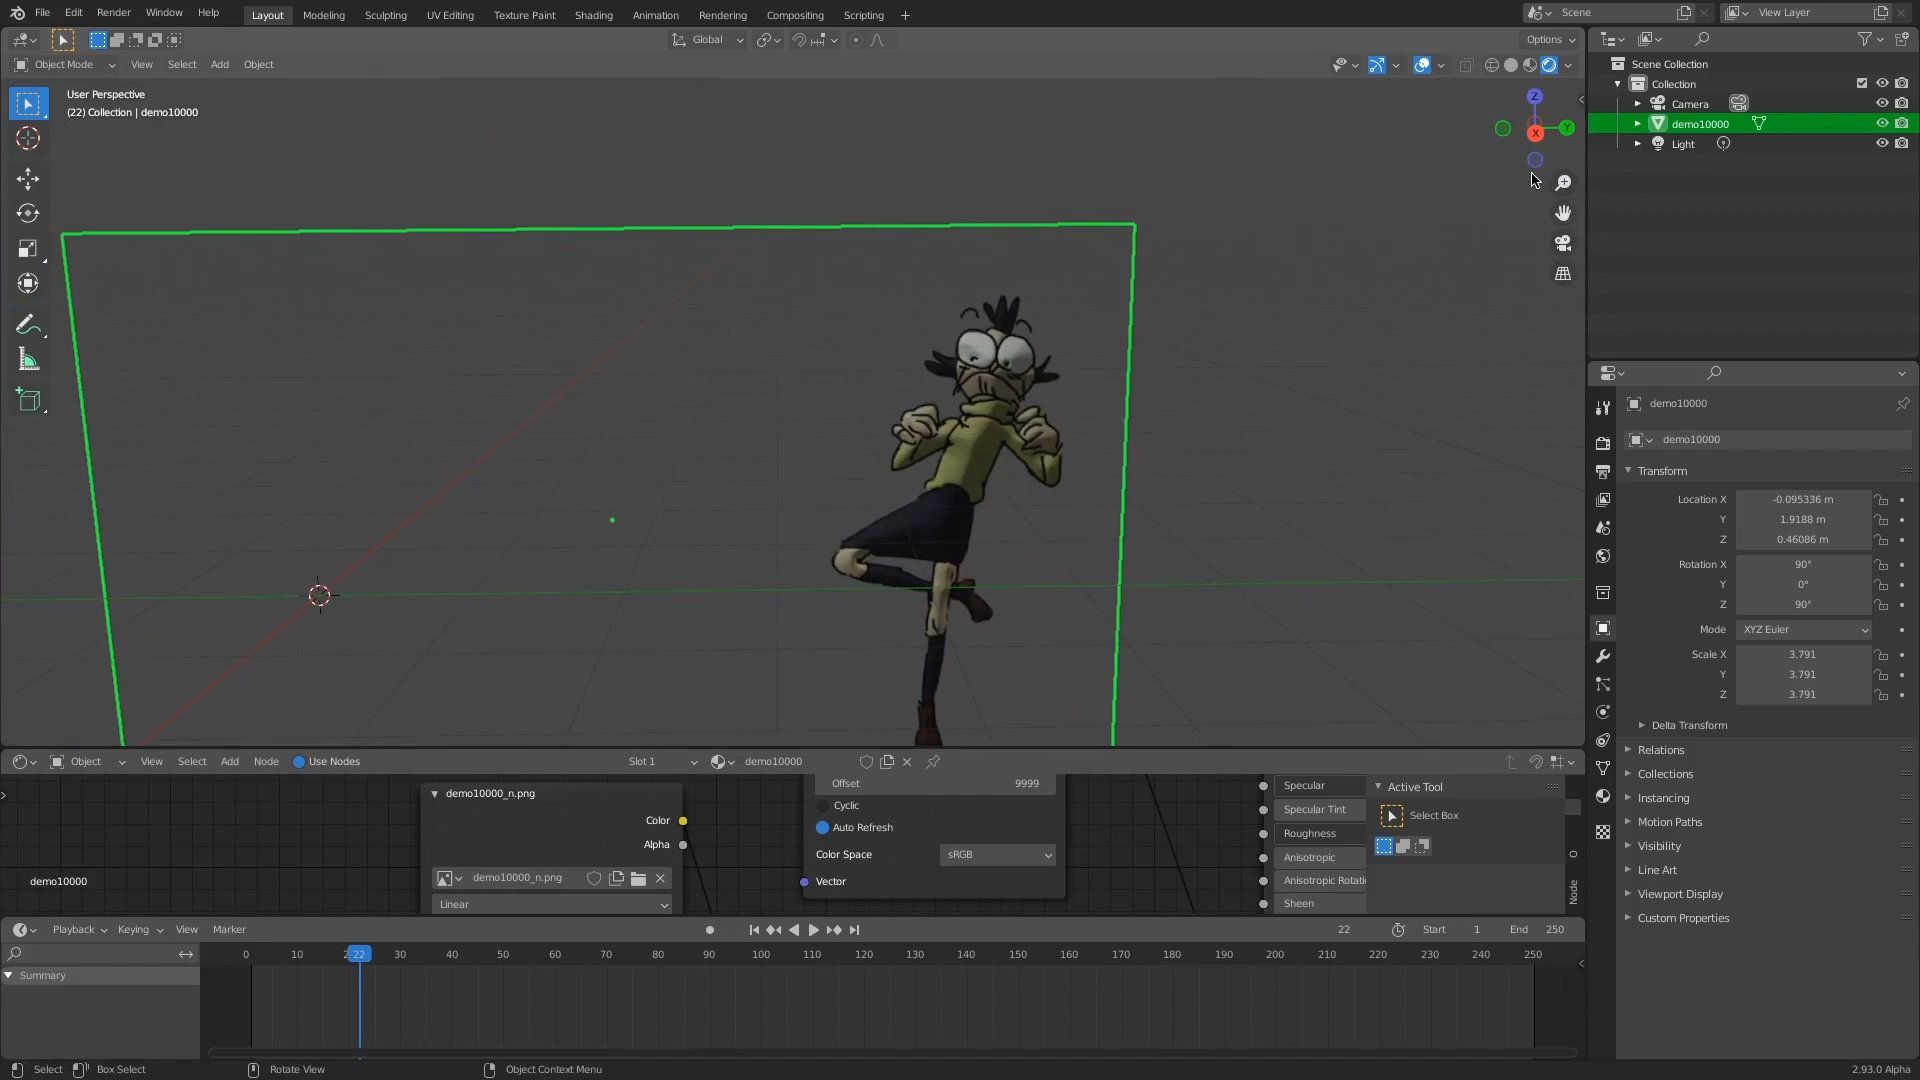 File Edit Render Window Help Layout Modeling Sculpting UV Editing Texture Paint Shading Animation Rendering Compositing Scripting + Scene View Layer
Global Options
Object Mode View Select Add Object
User Perspective
(22) Collection | demo10000
Z
X
Y
Scene Collection
Collection
Camera
demo10000
Light
demo10000
demo10000
Transform
Location X -0.095336 m
Y 1.9188 m
Z 0.46086 m
Rotation X 90°
Y 0°
Z 90°
Mode XYZ Euler
Scale X 3.791
Y 3.791
Z 3.791
Delta Transform
Relations
Collections
Instancing
Motion Paths
Visibility
Line Art
Viewport Display
Custom Properties
Object View Select Add Node Use Nodes Slot 1 demo10000
demo10000_n.png
Color
Alpha
demo10000_n.png
Linear
demo10000
Offset 9999
Cyclic
Auto Refresh
Color Space sRGB
Vector
Specular
Specular Tint
Roughness
Anisotropic
Anisotropic Rotati
Sheen
Active Tool
Select Box
Node
Playback Keying View Marker 22 Start 1 End 250
0 10 22 30 40 50 60 70 80 90 100 110 120 130 140 150 160 170 180 190 200 210 220 230 240 250
Summary
Select Box Select Rotate View Object Context Menu 2.93.0 Alpha